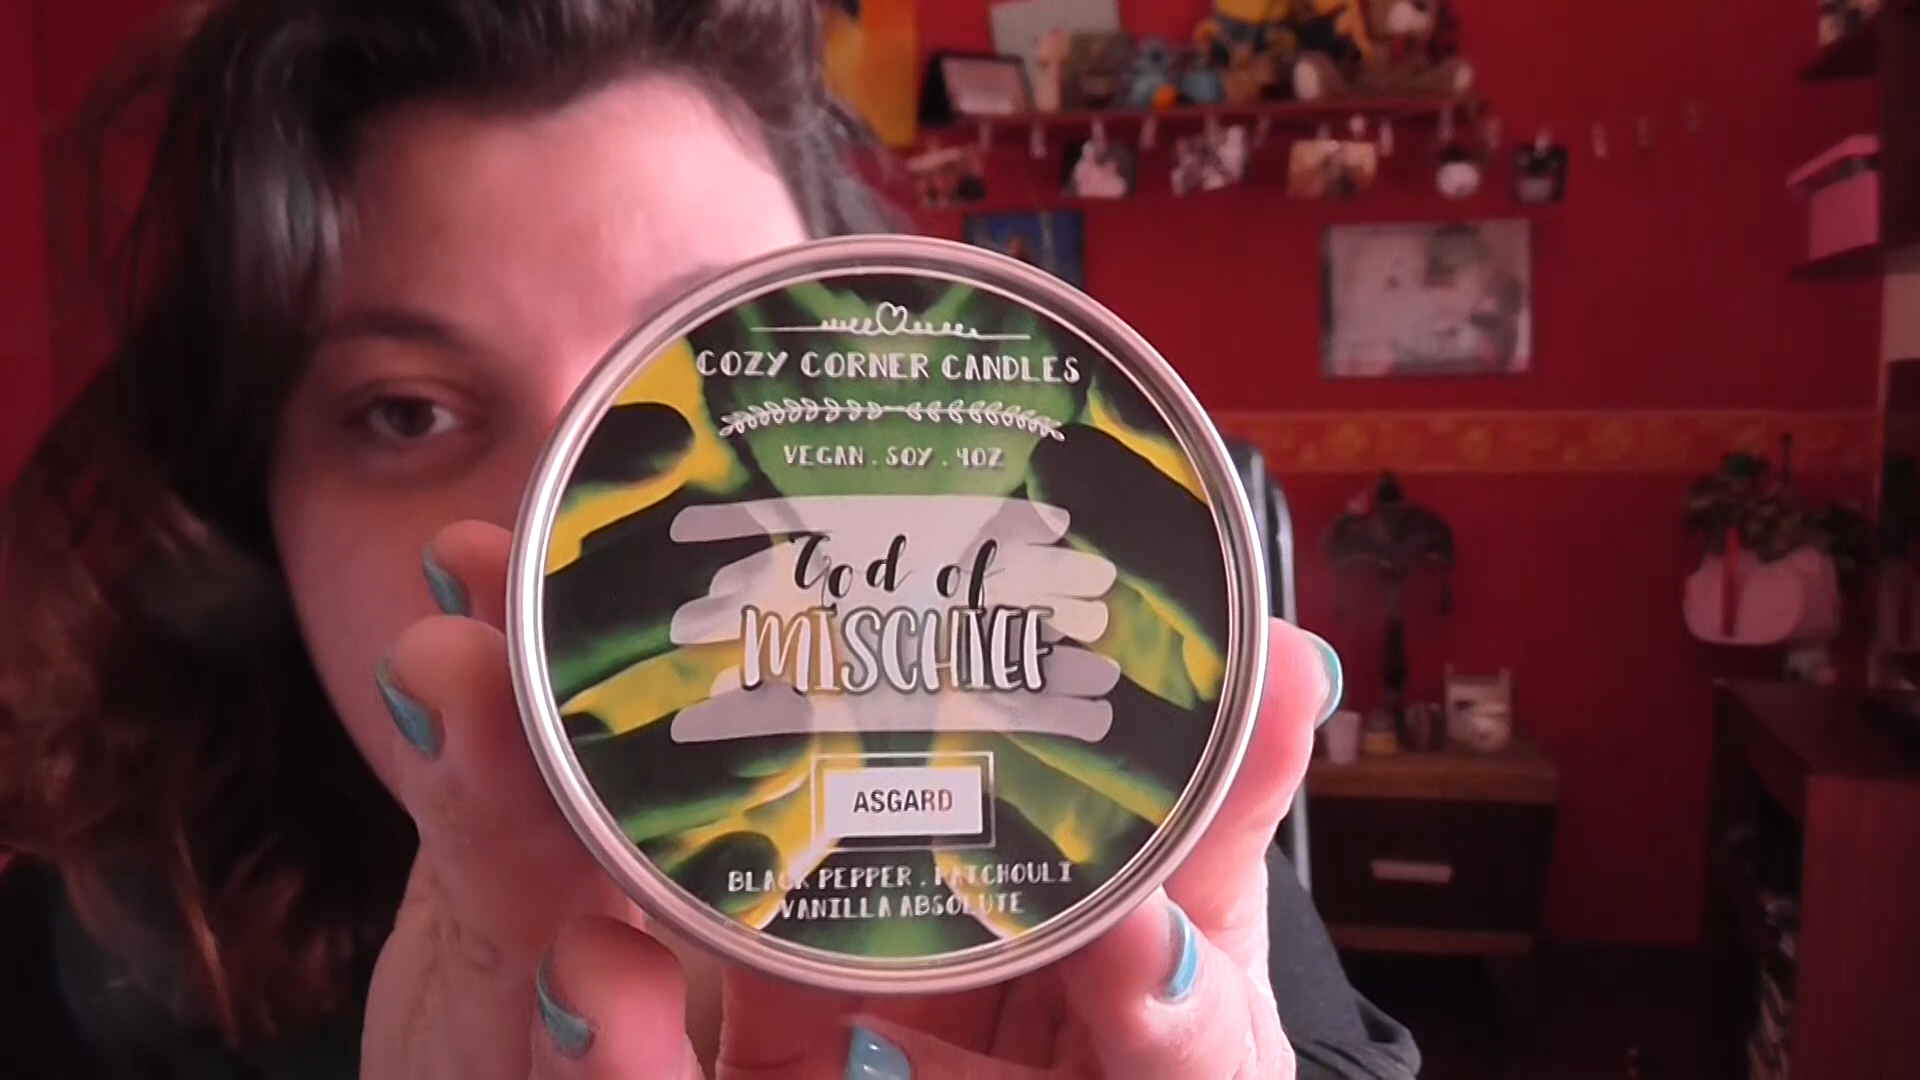 COZY CORNER CANDLES
VEGAN . SOY . 4OZ
God of
MISCHIEF
ASGARD
BLACK PEPPER . PATCHOULI
VANILLA ABSOLUTE